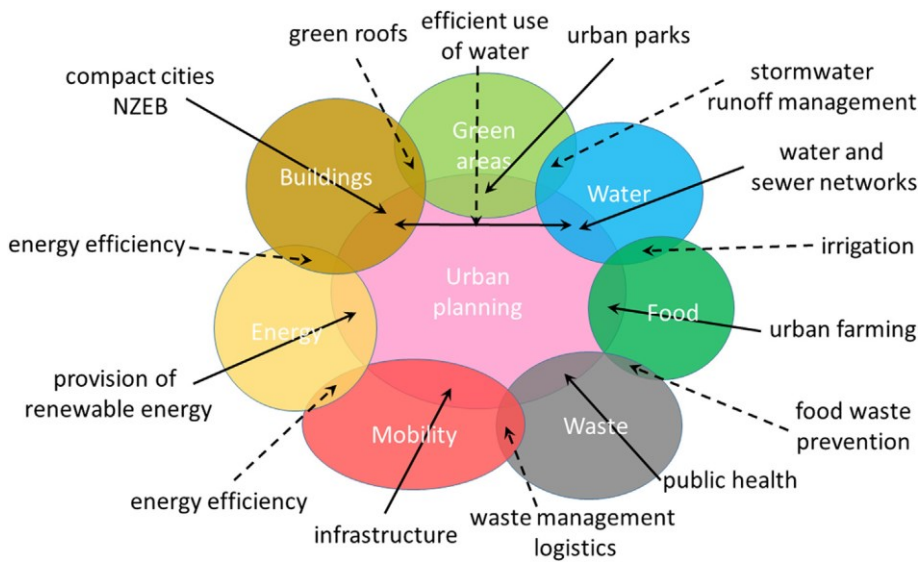 green roofs
efficient use
of water
urban parks
compact cities
NZEB
stormwater
runoff management
Green
areas
Buildings
Water
water and
sewer networks
energy efficiency
irrigation
Urban
planning
Energy
Food
urban farming
provision of
renewable energy
Mobility
Waste
food waste
prevention
energy efficiency
public health
infrastructure
waste management
logistics